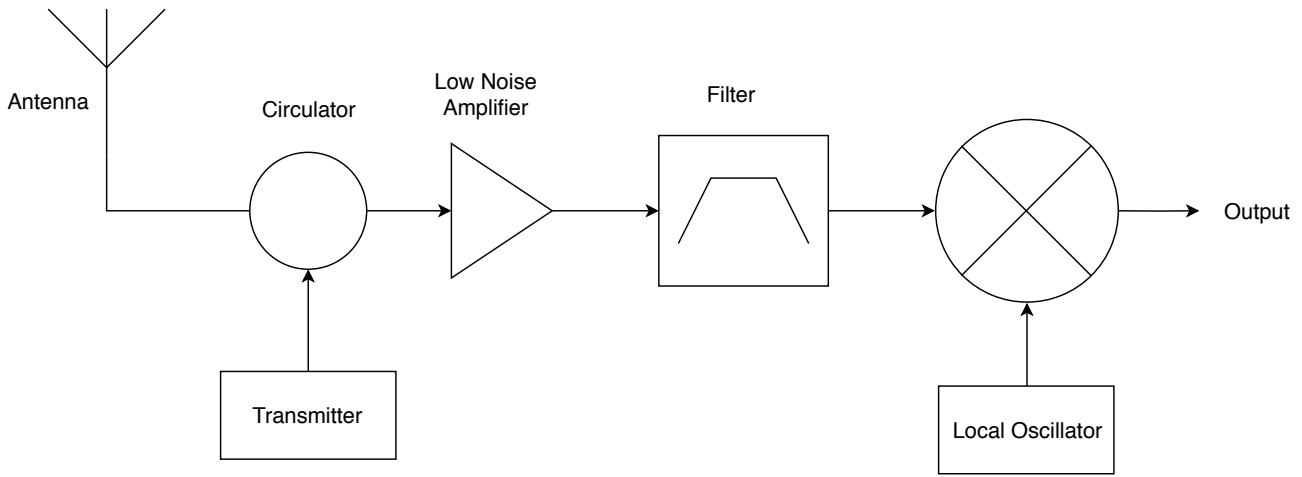 Antenna
Circulator
Low Noise
Amplifier
Filter
Output
Transmitter
Local Oscillator